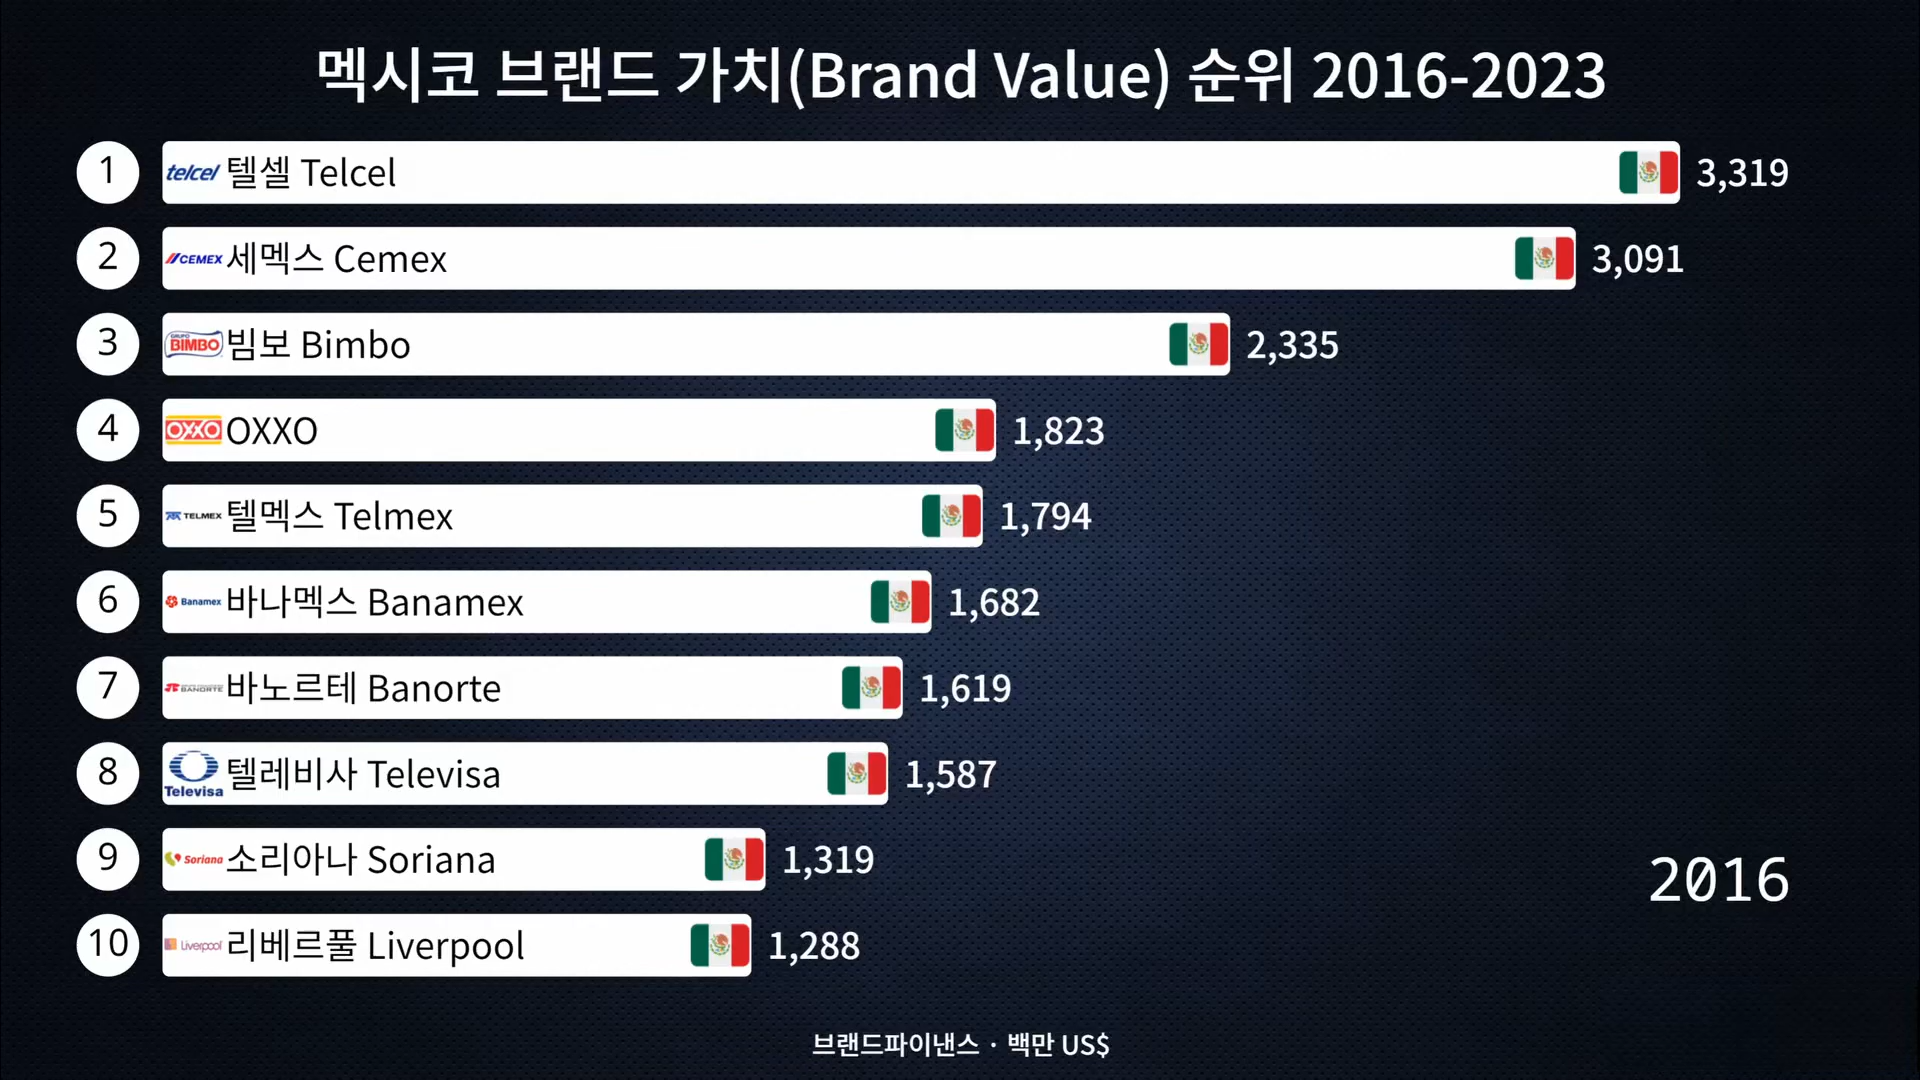 멕시코 브랜드 가치(Brand Value) 순위 2016-2023
1 telcel 텔셀 Telcel 3,319
2 CEMEX 세멕스 Cemex 3,091
3 GRUPO BIMBO 빔보 Bimbo 2,335
4 OXXO OXXO 1,823
5 TELMEX 텔멕스 Telmex 1,794
6 Banamex 바나멕스 Banamex 1,682
7 BANORTE 바노르테 Banorte 1,619
8 Televisa 텔레비사 Televisa 1,587
9 Soriana 소리아나 Soriana 1,319
10 Liverpool 리베르풀 Liverpool 1,288
2016
브랜드파이낸스 · 백만 US$